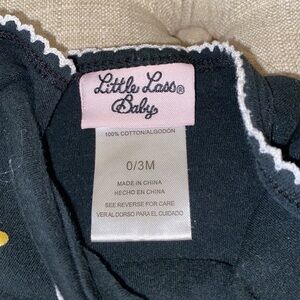 Little Lass®
Baby
100% COTTON/ALGODÓN
0/3M
MADE IN CHINA
HECHO EN CHINA
SEE REVERSE FOR CARE
VER AL DORSO PARA EL CUIDADO